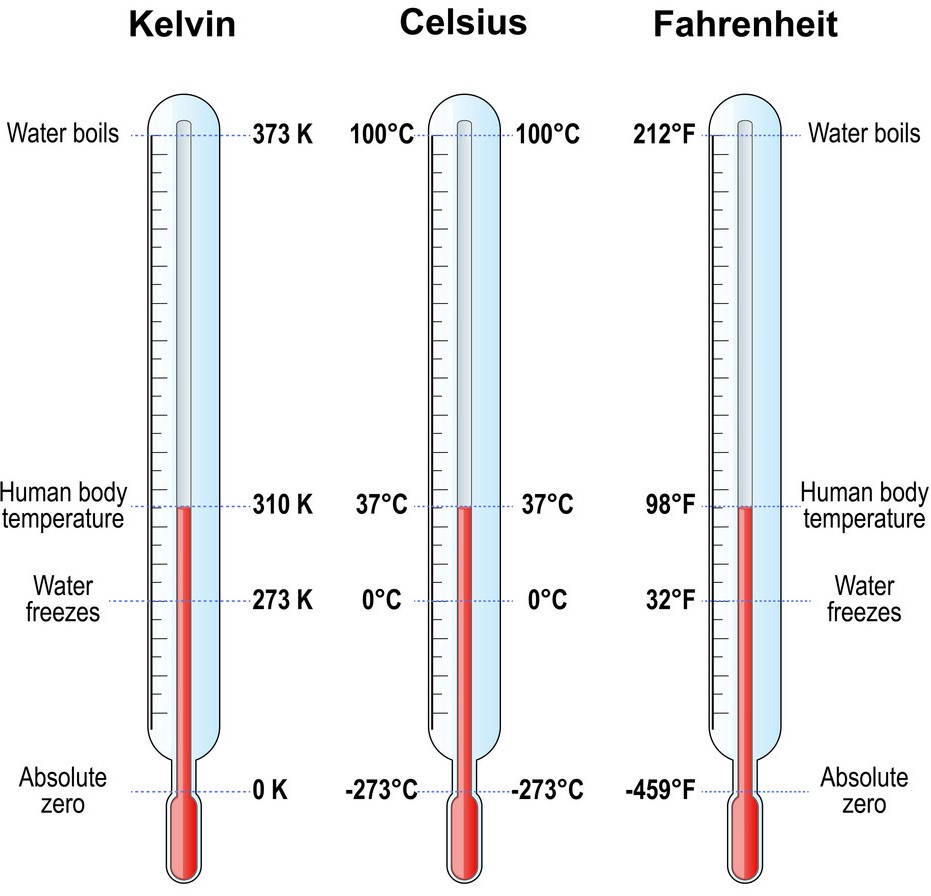 Kelvin
Celsius
Fahrenheit
Water boils
373 K
100°C
100°C
212°F
Water boils
Human body
temperature
310 K
37°C
37°C
98°F
Human body
temperature
Water
freezes
273 K
0°C
0°C
32°F
Water
freezes
Absolute
zero
0 K
-273°C
-273°C
-459°F
Absolute
zero